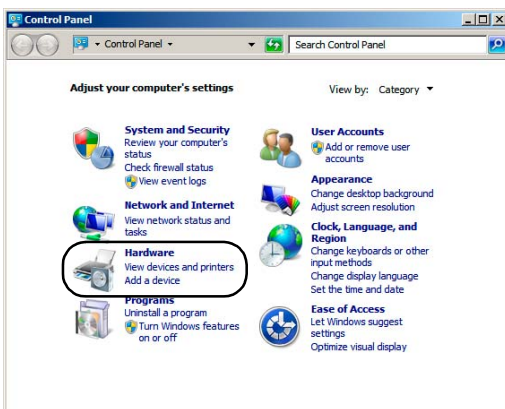 Control Panel
Control Panel
Search Control Panel
Adjust your computer's settings
View by: Category
System and Security
Review your computer's
status
Check firewall status
View event logs
Network and Internet
View network status and
tasks
Hardware
View devices and printers
Add a device
Programs
Uninstall a program
Turn Windows features
on or off
User Accounts
Add or remove user
accounts
Appearance
Change desktop background
Adjust screen resolution
Clock, Language, and
Region
Change keyboards or other
input methods
Change display language
Set the time and date
Ease of Access
Let Windows suggest
settings
Optimize visual display